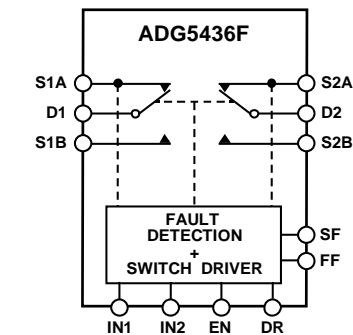 ADG5436F
S1A
S2A
D1
D2
S1B
S2B
FAULT
DETECTION
+
SWITCH DRIVER
SF
FF
IN1 IN2 EN DR